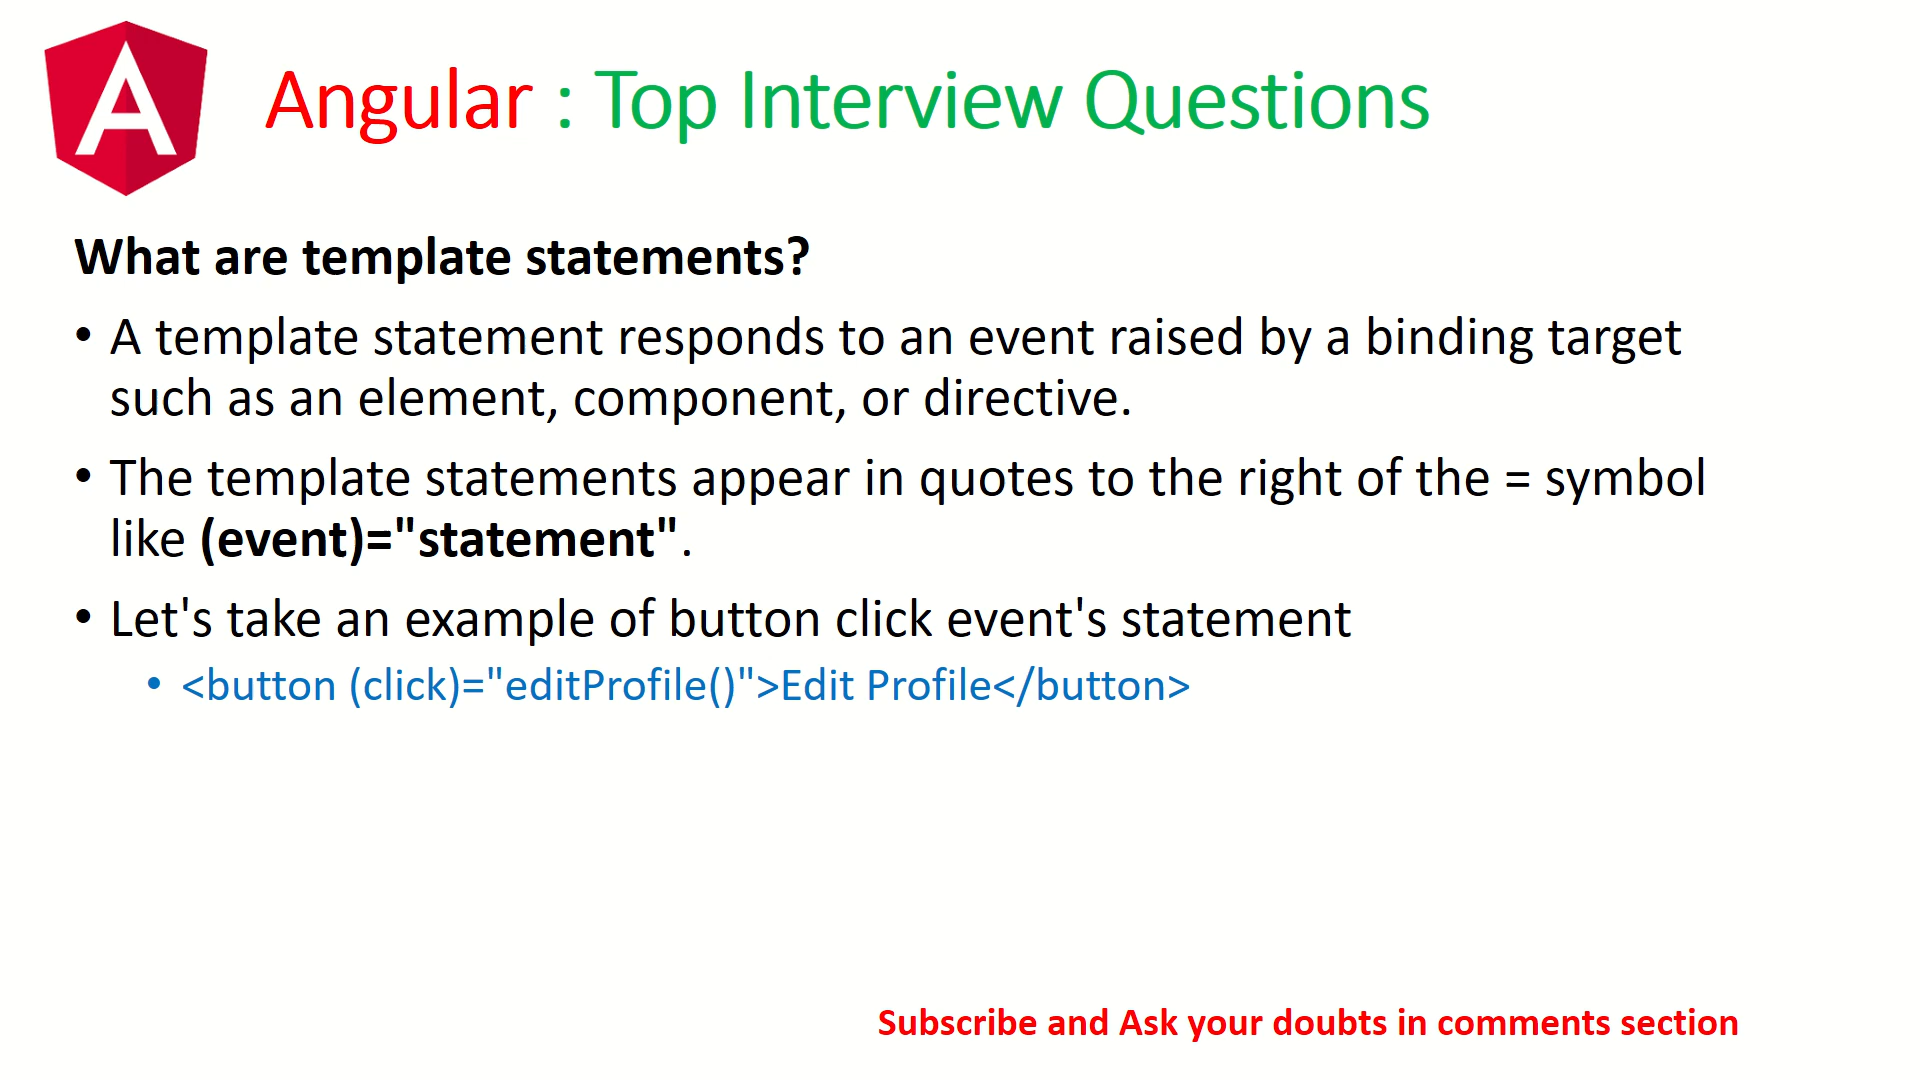 Angular : Top Interview Questions
What are template statements?
• A template statement responds to an event raised by a binding target
such as an element, component, or directive.
• The template statements appear in quotes to the right of the = symbol
like (event)="statement".
• Let's take an example of button click event's statement
• <button (click)="editProfile()">Edit Profile</button>
Subscribe and Ask your doubts in comments section